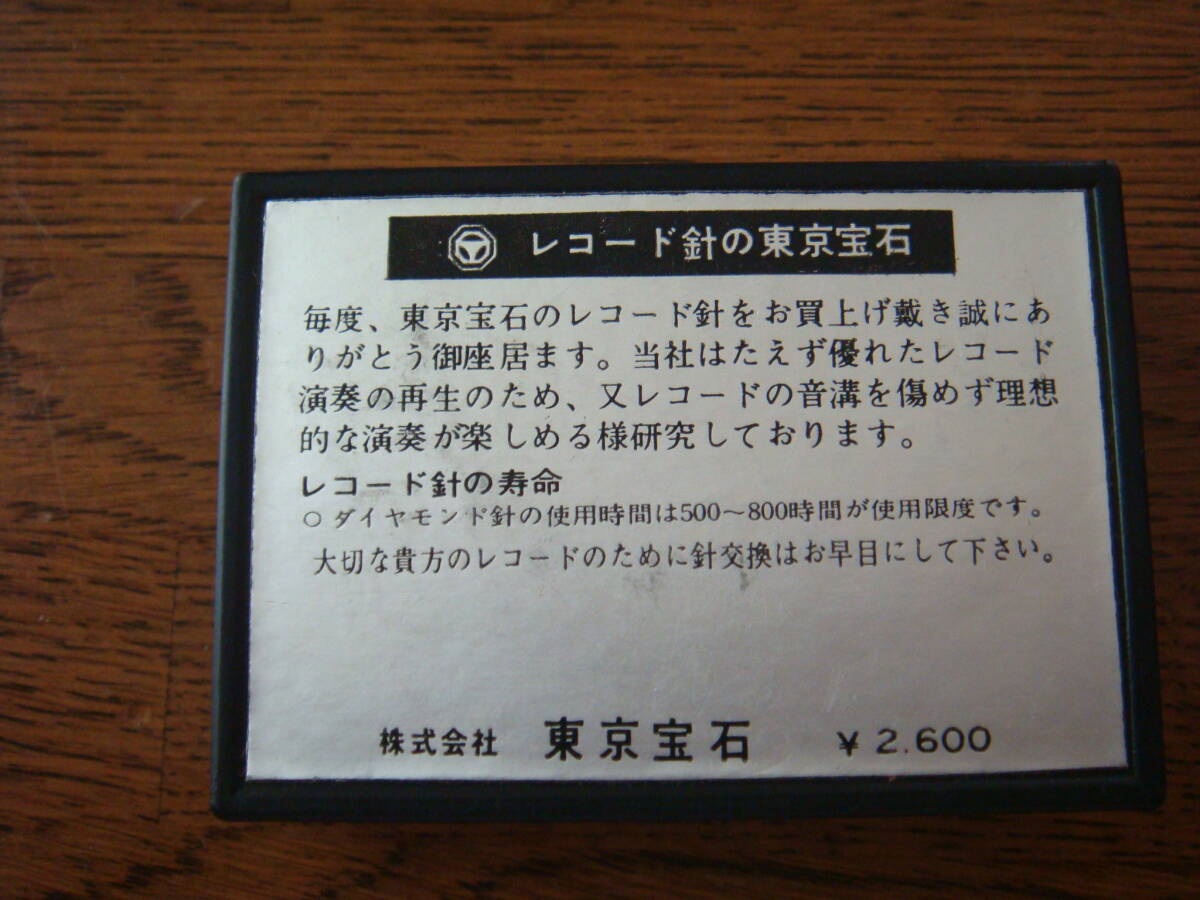 レコード針の東京宝石
毎度、東京宝石のレコード針をお買上げ戴き誠にあ
りがとう御座居ます。当社はたえず優れたレコード
演奏の再生のため、又レコードの音溝を傷めず理想
的な演奏が楽しめる様研究しております。
レコード針の寿命
○ダイヤモンド針の使用時間は500〜800時間が使用限度です。
大切な貴方のレコードのために針交換はお早目にして下さい。
株式会社 東京宝石 ¥2.600